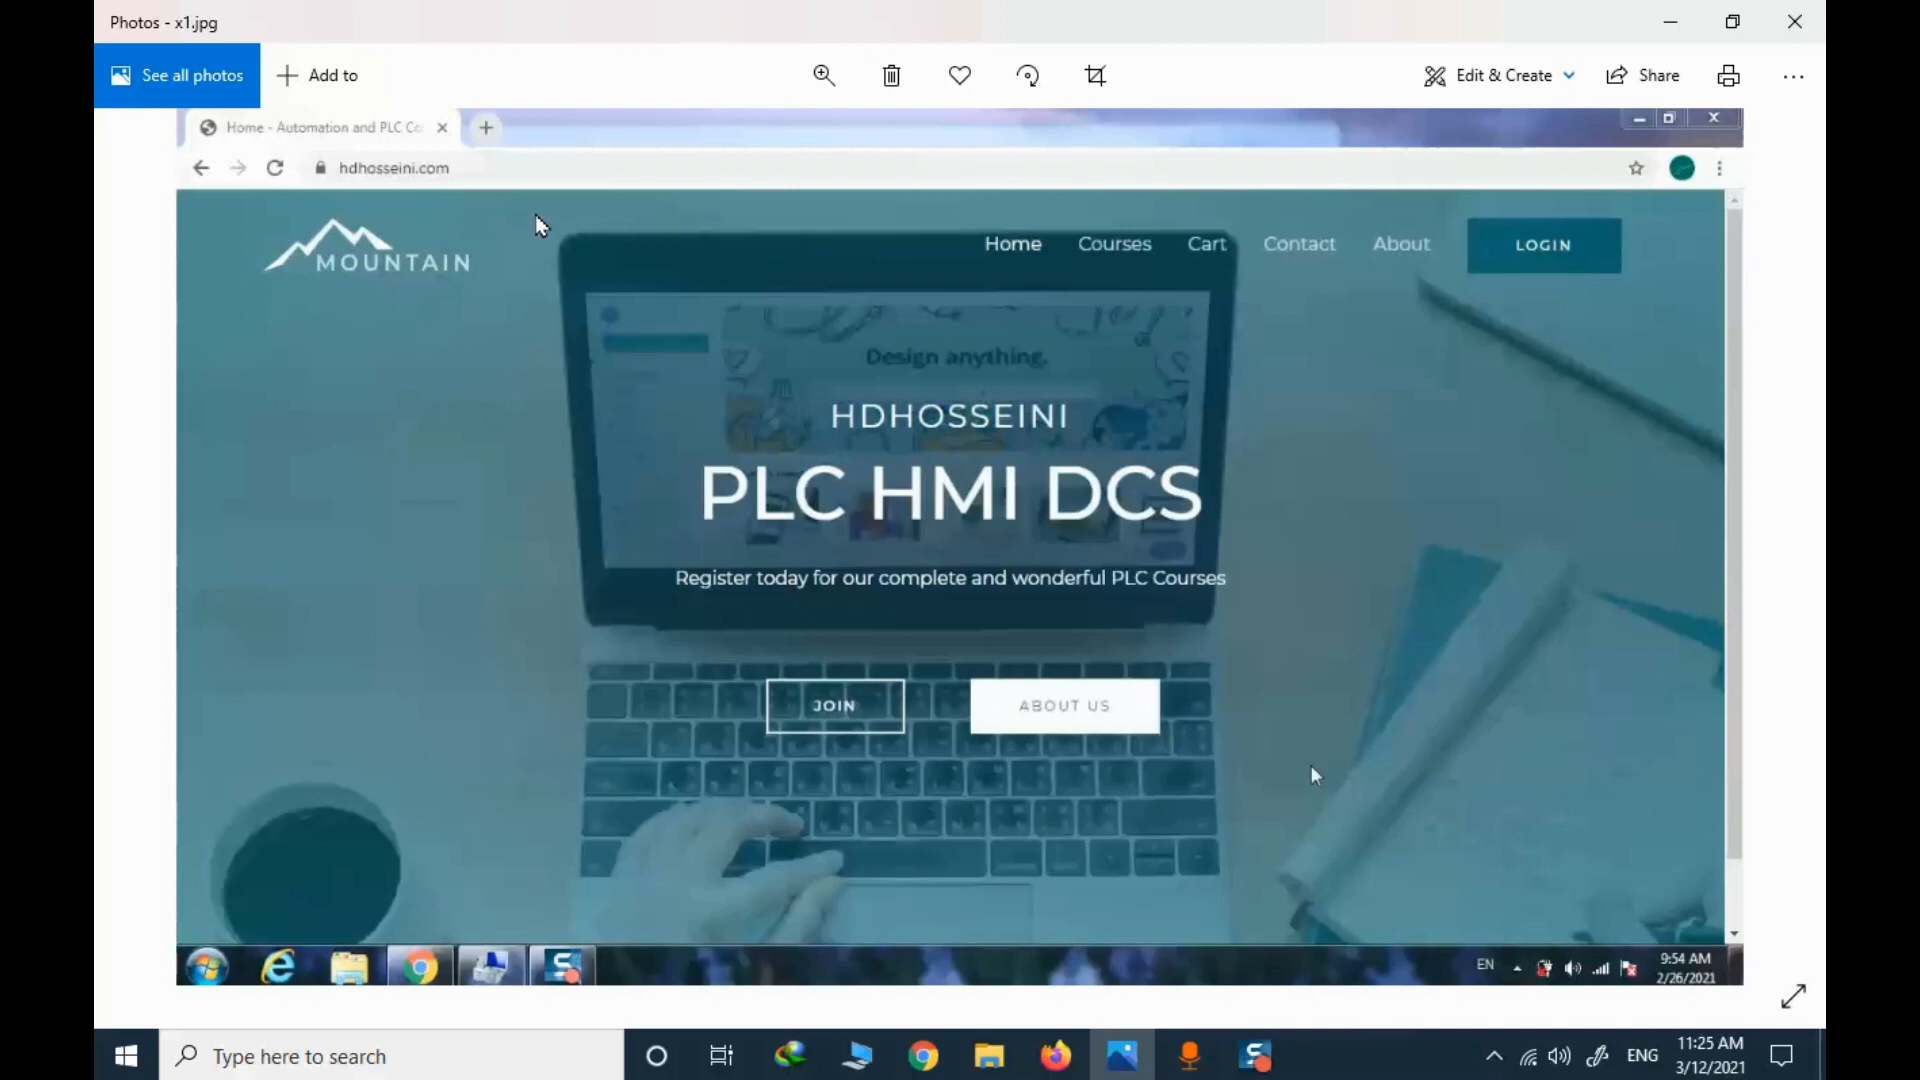 Photos - x1.jpg
See all photos
Add to
Edit & Create
Share
Home - Automation and PLC Co
hdhosseini.com
MOUNTAIN
Home
Courses
Cart
Contact
About
LOGIN
Design anything.
HDHOSSEINI
PLC HMI DCS
Register today for our complete and wonderful PLC Courses
JOIN
ABOUT US
EN
9:54 AM
2/26/2021
Type here to search
ENG
11:25 AM
3/12/2021